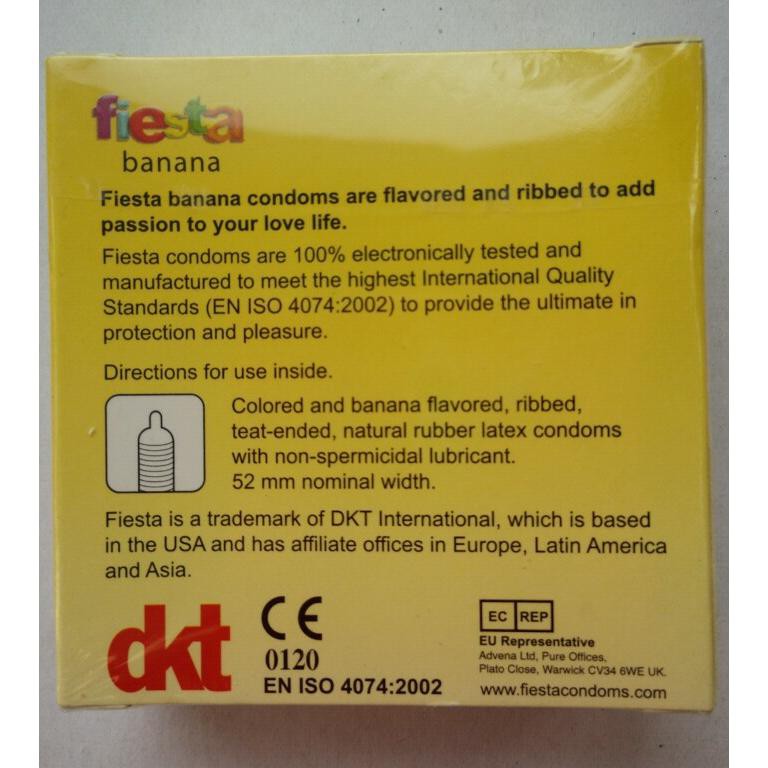 fiesta
banana
Fiesta banana condoms are flavored and ribbed to add
passion to your love life.
Fiesta condoms are 100% electronically tested and
manufactured to meet the highest International Quality
Standards (EN ISO 4074:2002) to provide the ultimate in
protection and pleasure.
Directions for use inside.
Colored and banana flavored, ribbed,
teat-ended, natural rubber latex condoms
with non-spermicidal lubricant.
52 mm nominal width.
Fiesta is a trademark of DKT International, which is based
in the USA and has affiliate offices in Europe, Latin America
and Asia.
dkt
CE
0120
EN ISO 4074:2002
EC REP
EU Representative
Advena Ltd, Pure Offices,
Plato Close, Warwick CV34 6WE UK.
www.fiestacondoms.com